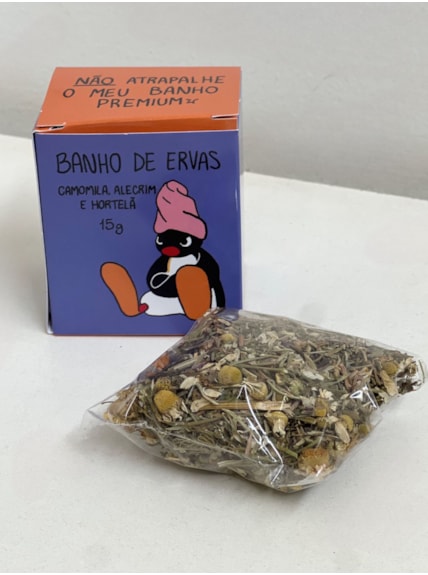 NÃO ATRAPALHE
O MEU BANHO
PREMIUM
BANHO DE ERVAS
CAMOMILA, ALECRIM
E HORTELÃ
15g